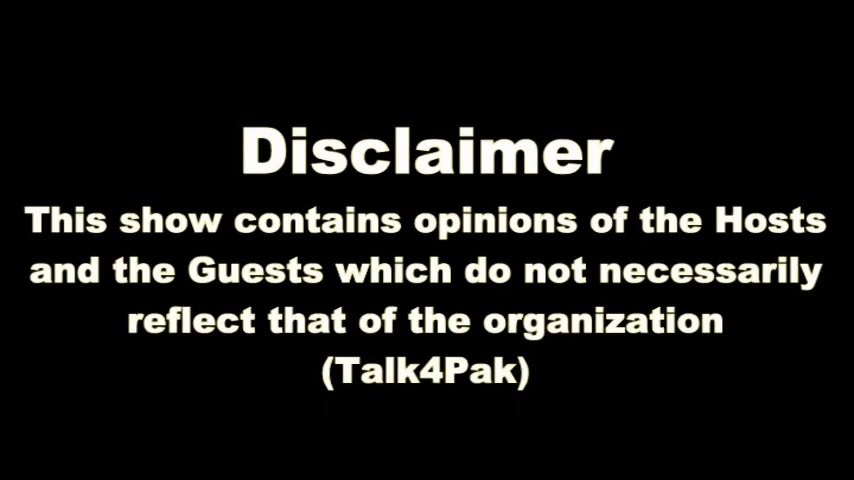 Disclaimer
This show contains opinions of the Hosts
and the Guests which do not necessarily
reflect that of the organization
(Talk4Pak)